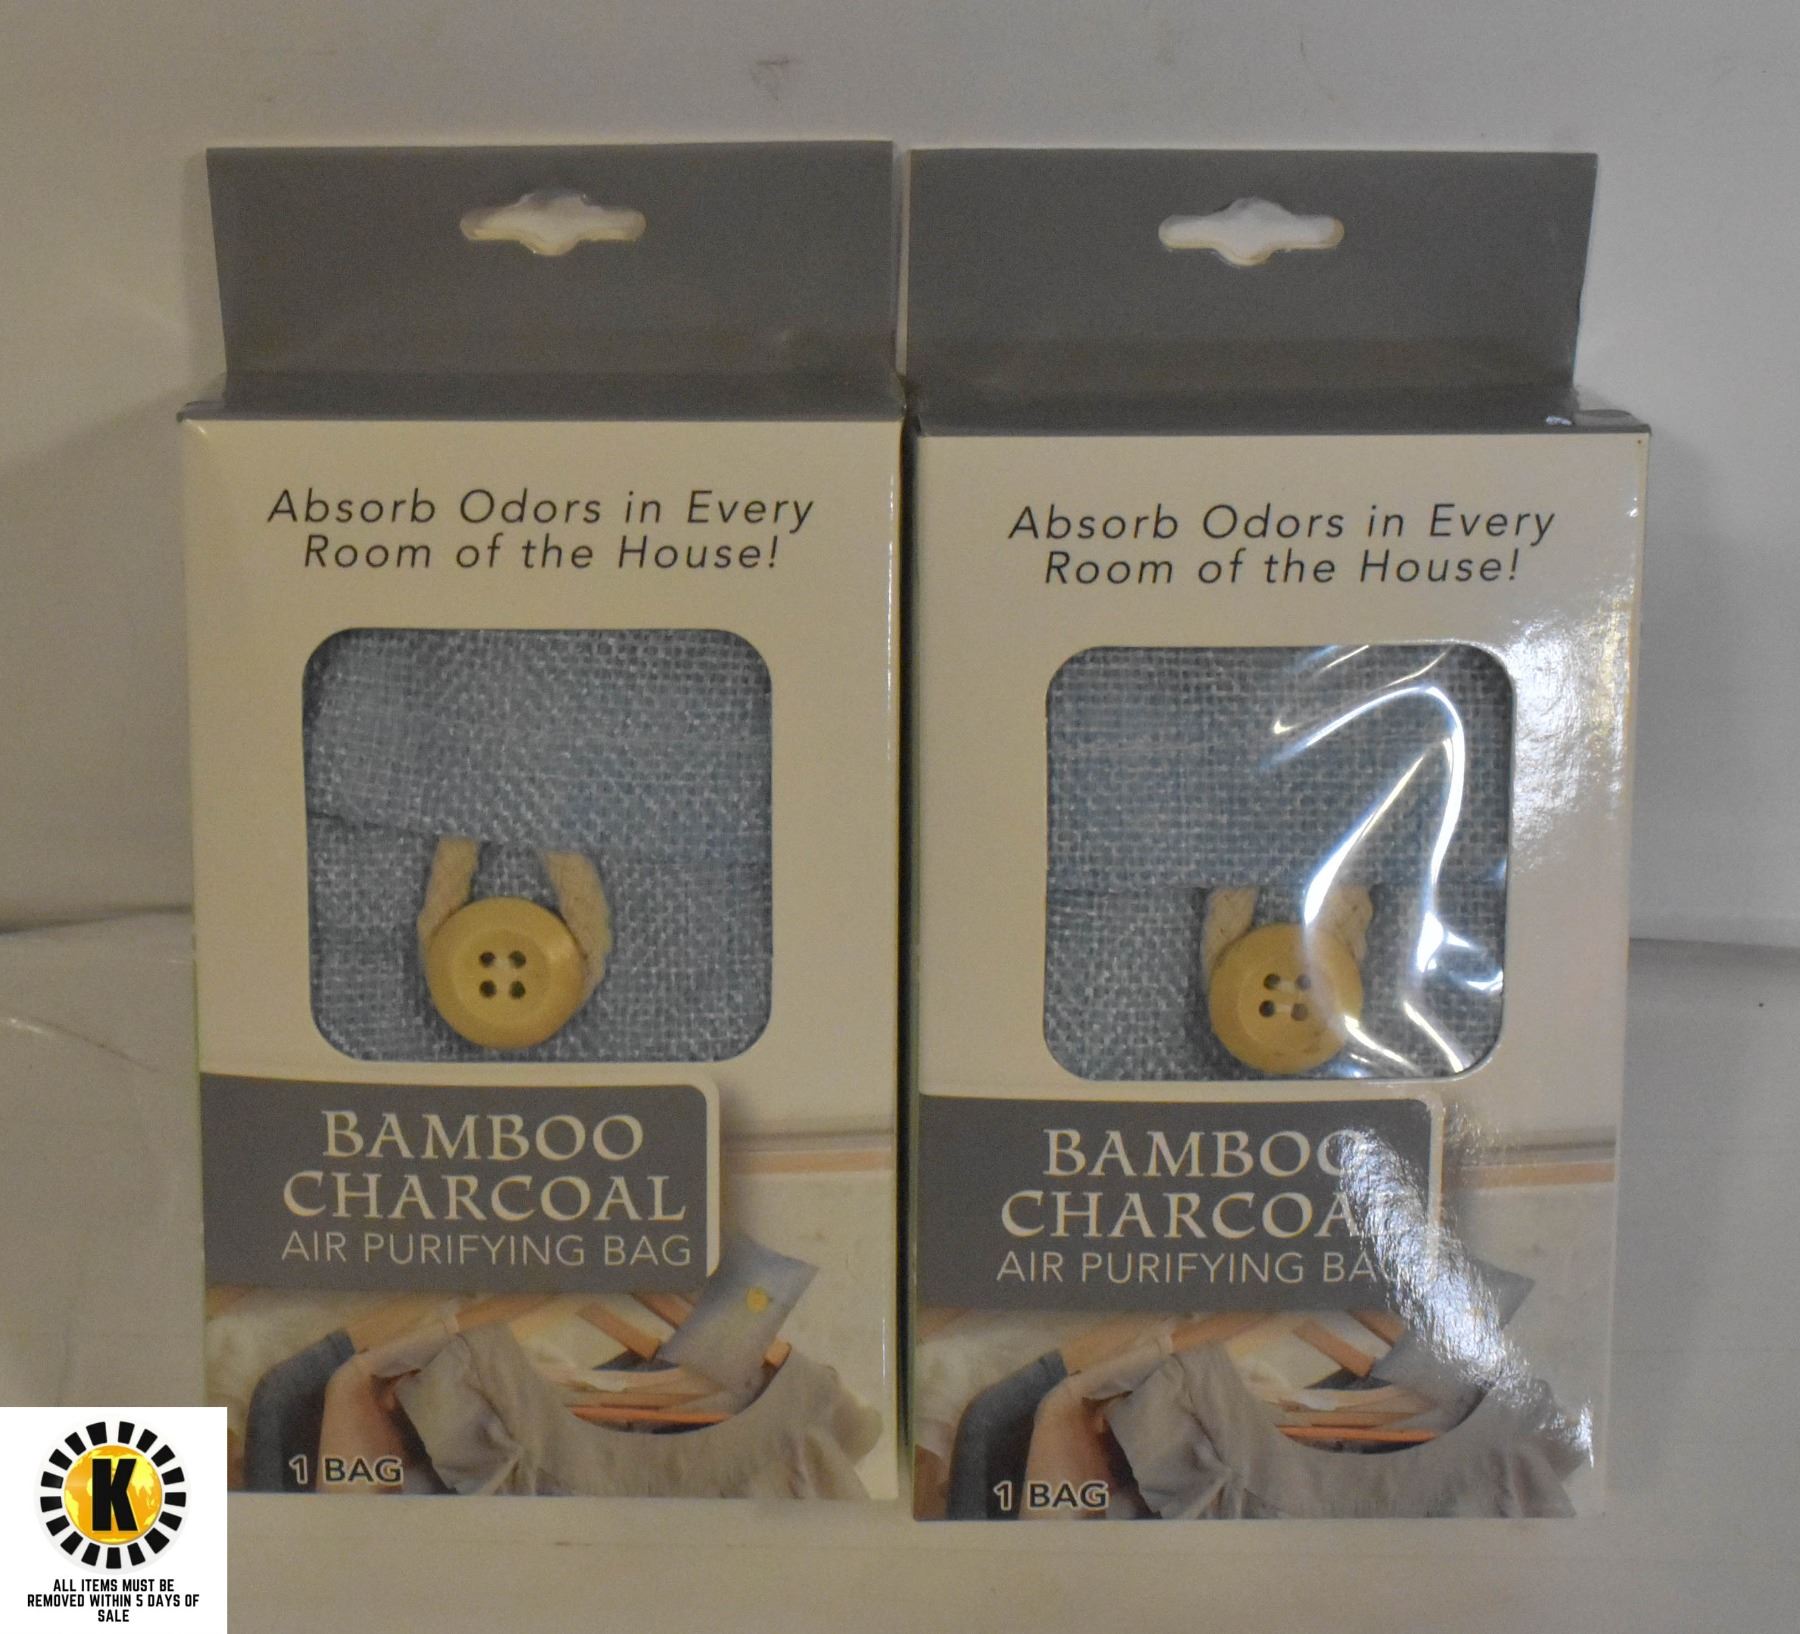 Absorb Odors in Every
Room of the House!
BAMBOO
CHARCOAL
AIR PURIFYING BAG
1 BAG
Absorb Odors in Every
Room of the House!
BAMBOO
CHARCOAL
AIR PURIFYING BAG
1 BAG
K
ALL ITEMS MUST BE
REMOVED WITHIN 5 DAYS OF
SALE